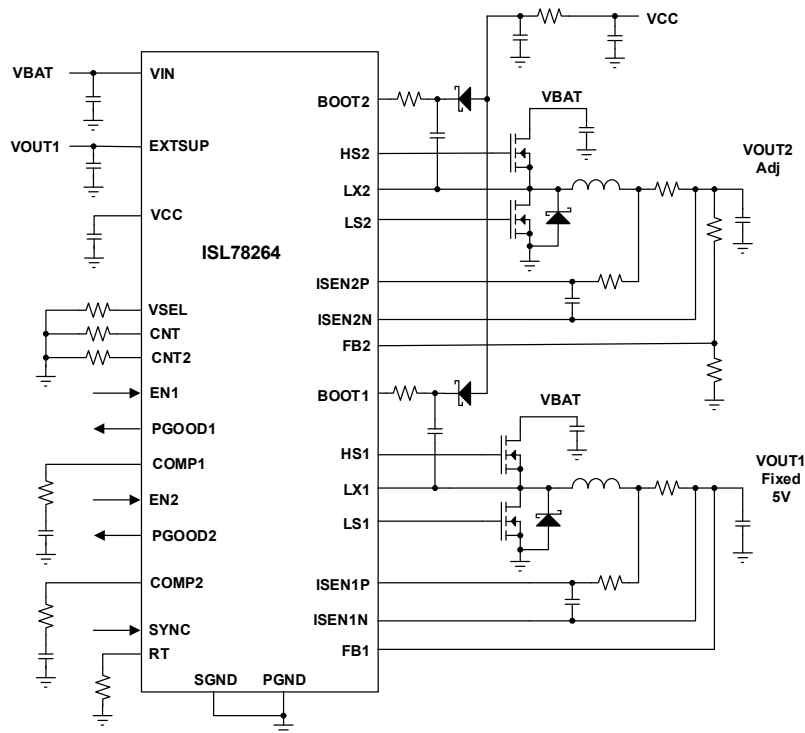 VCC
VBAT
VIN
BOOT2
VBAT
VOUT1
EXTSUP
HS2
VOUT2
Adj
LX2
VCC
LS2
ISL78264
ISEN2P
VSEL
ISEN2N
CNT
FB2
CNT2
EN1
BOOT1
PGOOD1
VBAT
COMP1
HS1
VOUT1
Fixed
5V
EN2
LX1
PGOOD2
LS1
COMP2
ISEN1P
SYNC
ISEN1N
RT
FB1
SGND PGND